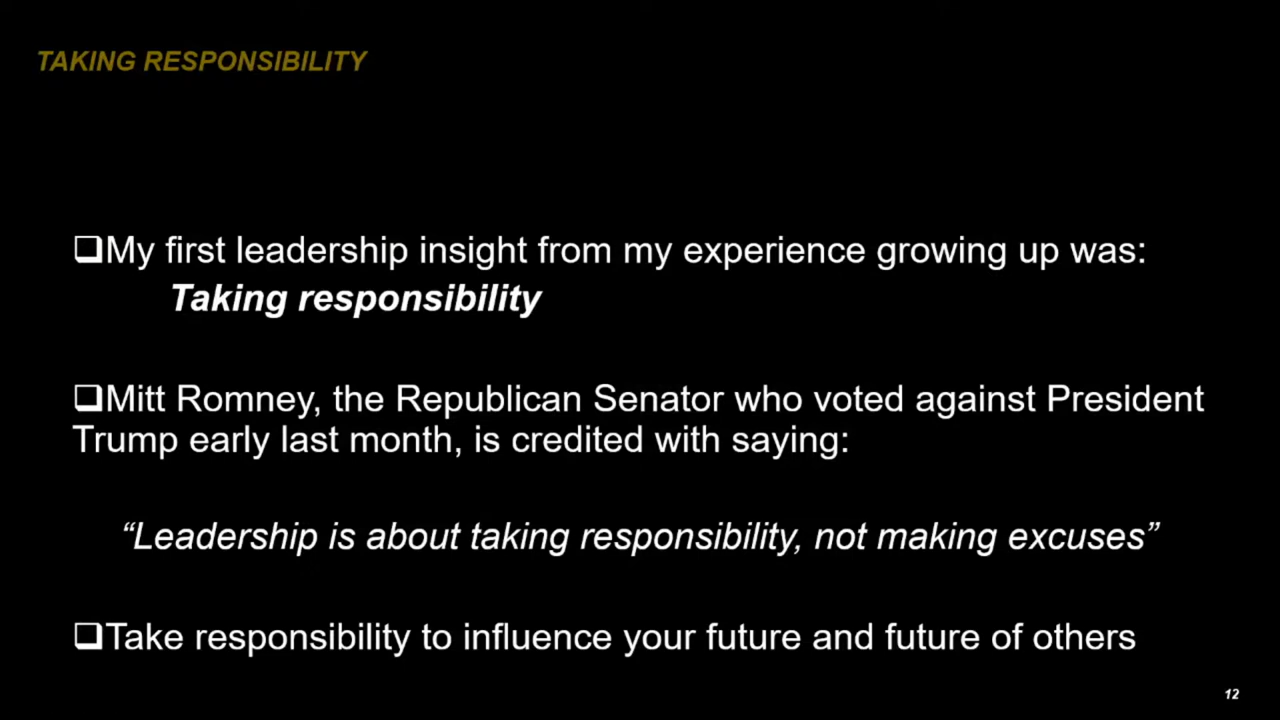 TAKING RESPONSIBILITY
❑My first leadership insight from my experience growing up was:
Taking responsibility
❑Mitt Romney, the Republican Senator who voted against President
Trump early last month, is credited with saying:
“Leadership is about taking responsibility, not making excuses”
❑Take responsibility to influence your future and future of others
12